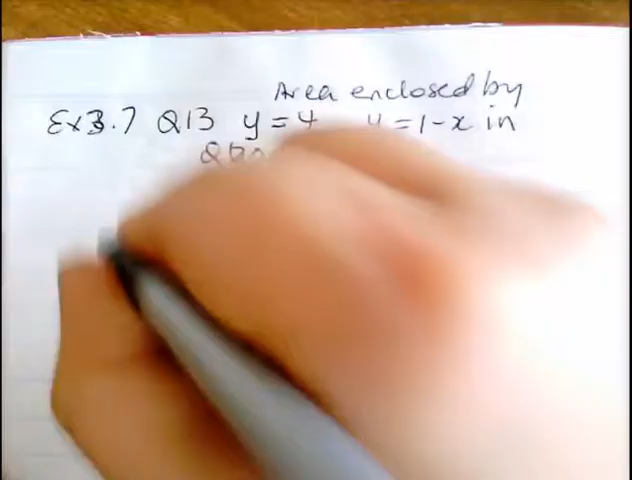 Area enclosed by
Ex3.7 Q13 y = 4 y = 1 - x in